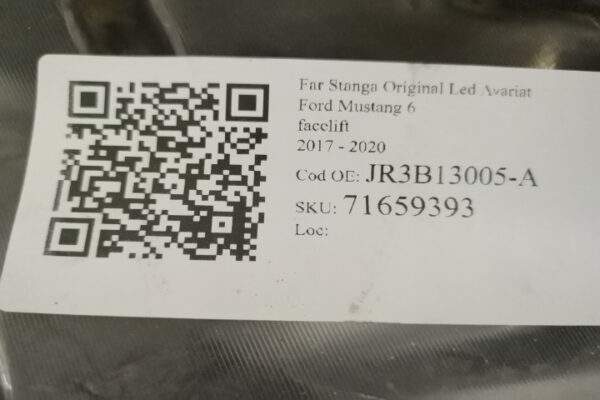 Far Stanga Original Led Avariat
Ford Mustang 6
facelift
2017 - 2020
Cod OE: JR3B13005-A
SKU: 71659393
Loc: